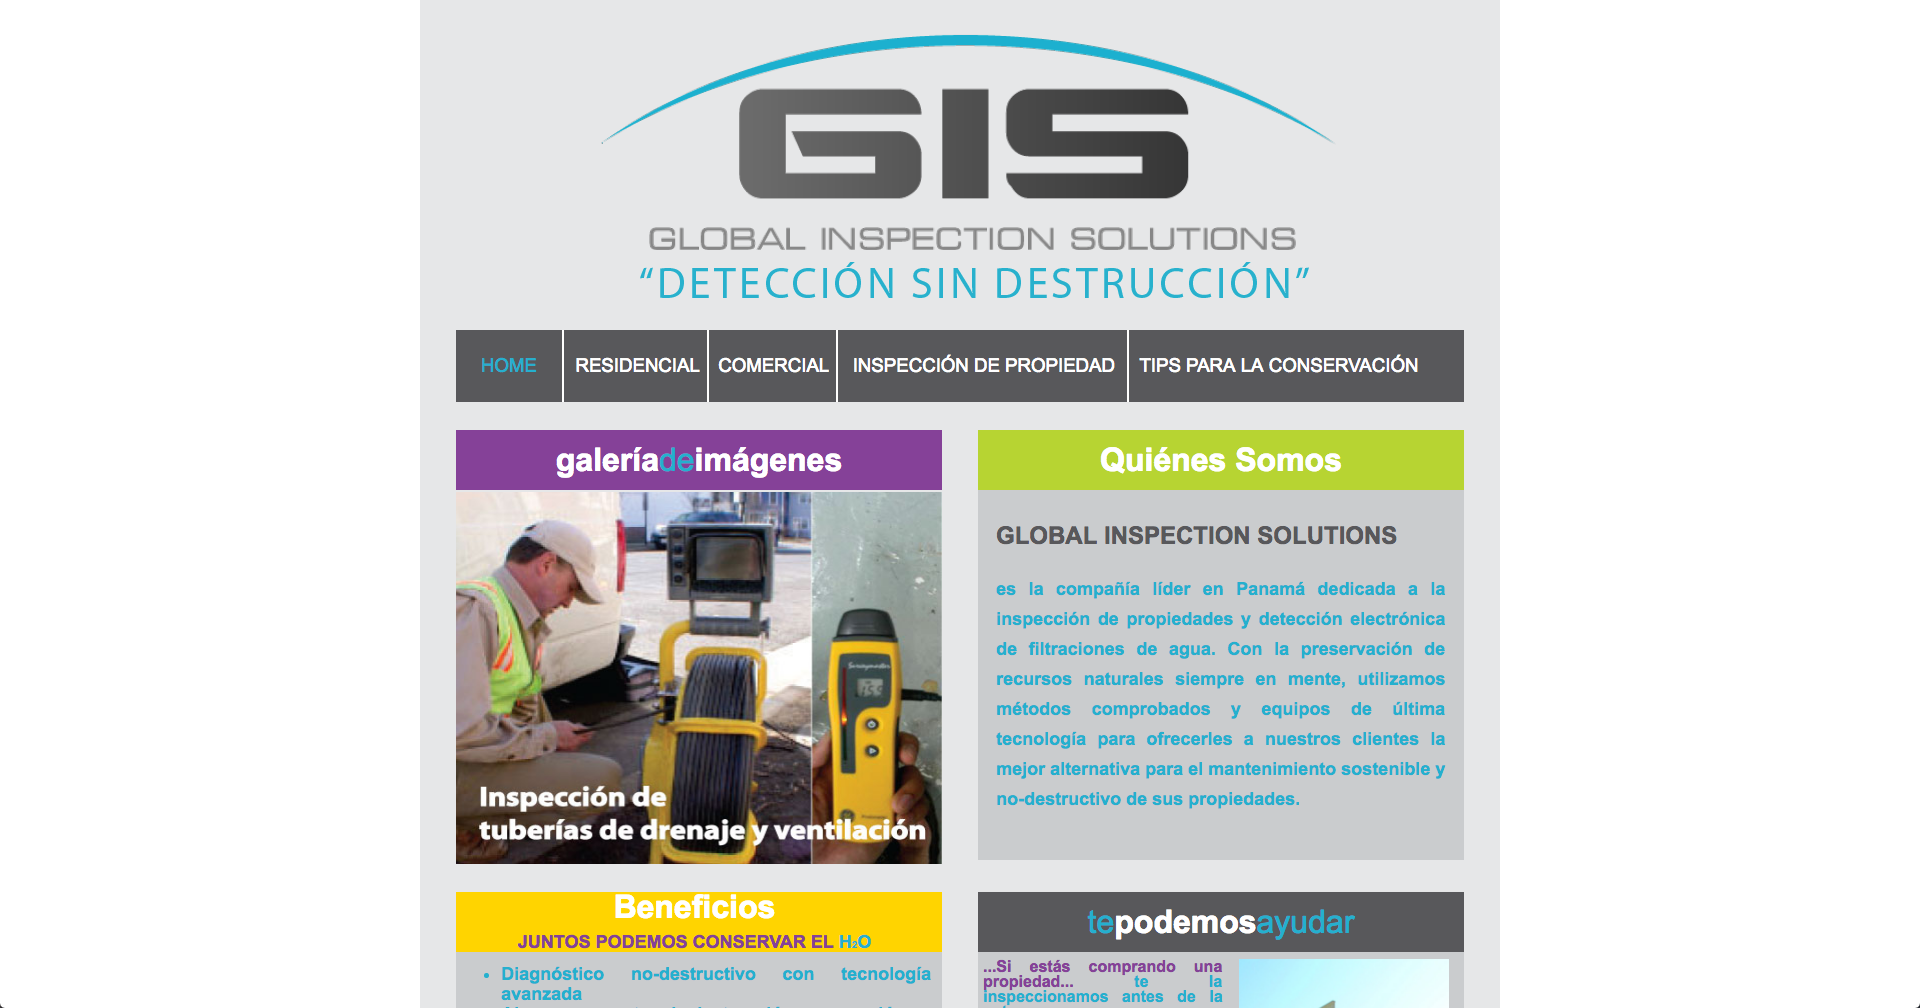 GIS
GLOBAL INSPECTION SOLUTIONS
“DETECCIÓN SIN DESTRUCCIÓN”
HOME
RESIDENCIAL
COMERCIAL
INSPECCIÓN DE PROPIEDAD
TIPS PARA LA CONSERVACIÓN
galeríadeimágenes
Surveymaster
Inspección de
tuberías de drenaje y ventilación
Quiénes Somos
GLOBAL INSPECTION SOLUTIONS
es la compañía líder en Panamá dedicada a la
inspección de propiedades y detección electrónica
de filtraciones de agua. Con la preservación de
recursos naturales siempre en mente, utilizamos
métodos comprobados y equipos de última
tecnología para ofrecerles a nuestros clientes la
mejor alternativa para el mantenimiento sostenible y
no-destructivo de sus propiedades.
Beneficios
JUNTOS PODEMOS CONSERVAR EL H₂O
• Diagnóstico no-destructivo con tecnología
avanzada
tepodemosayudar
...Si estás comprando una
propiedad... te la
inspeccionamos antes de la